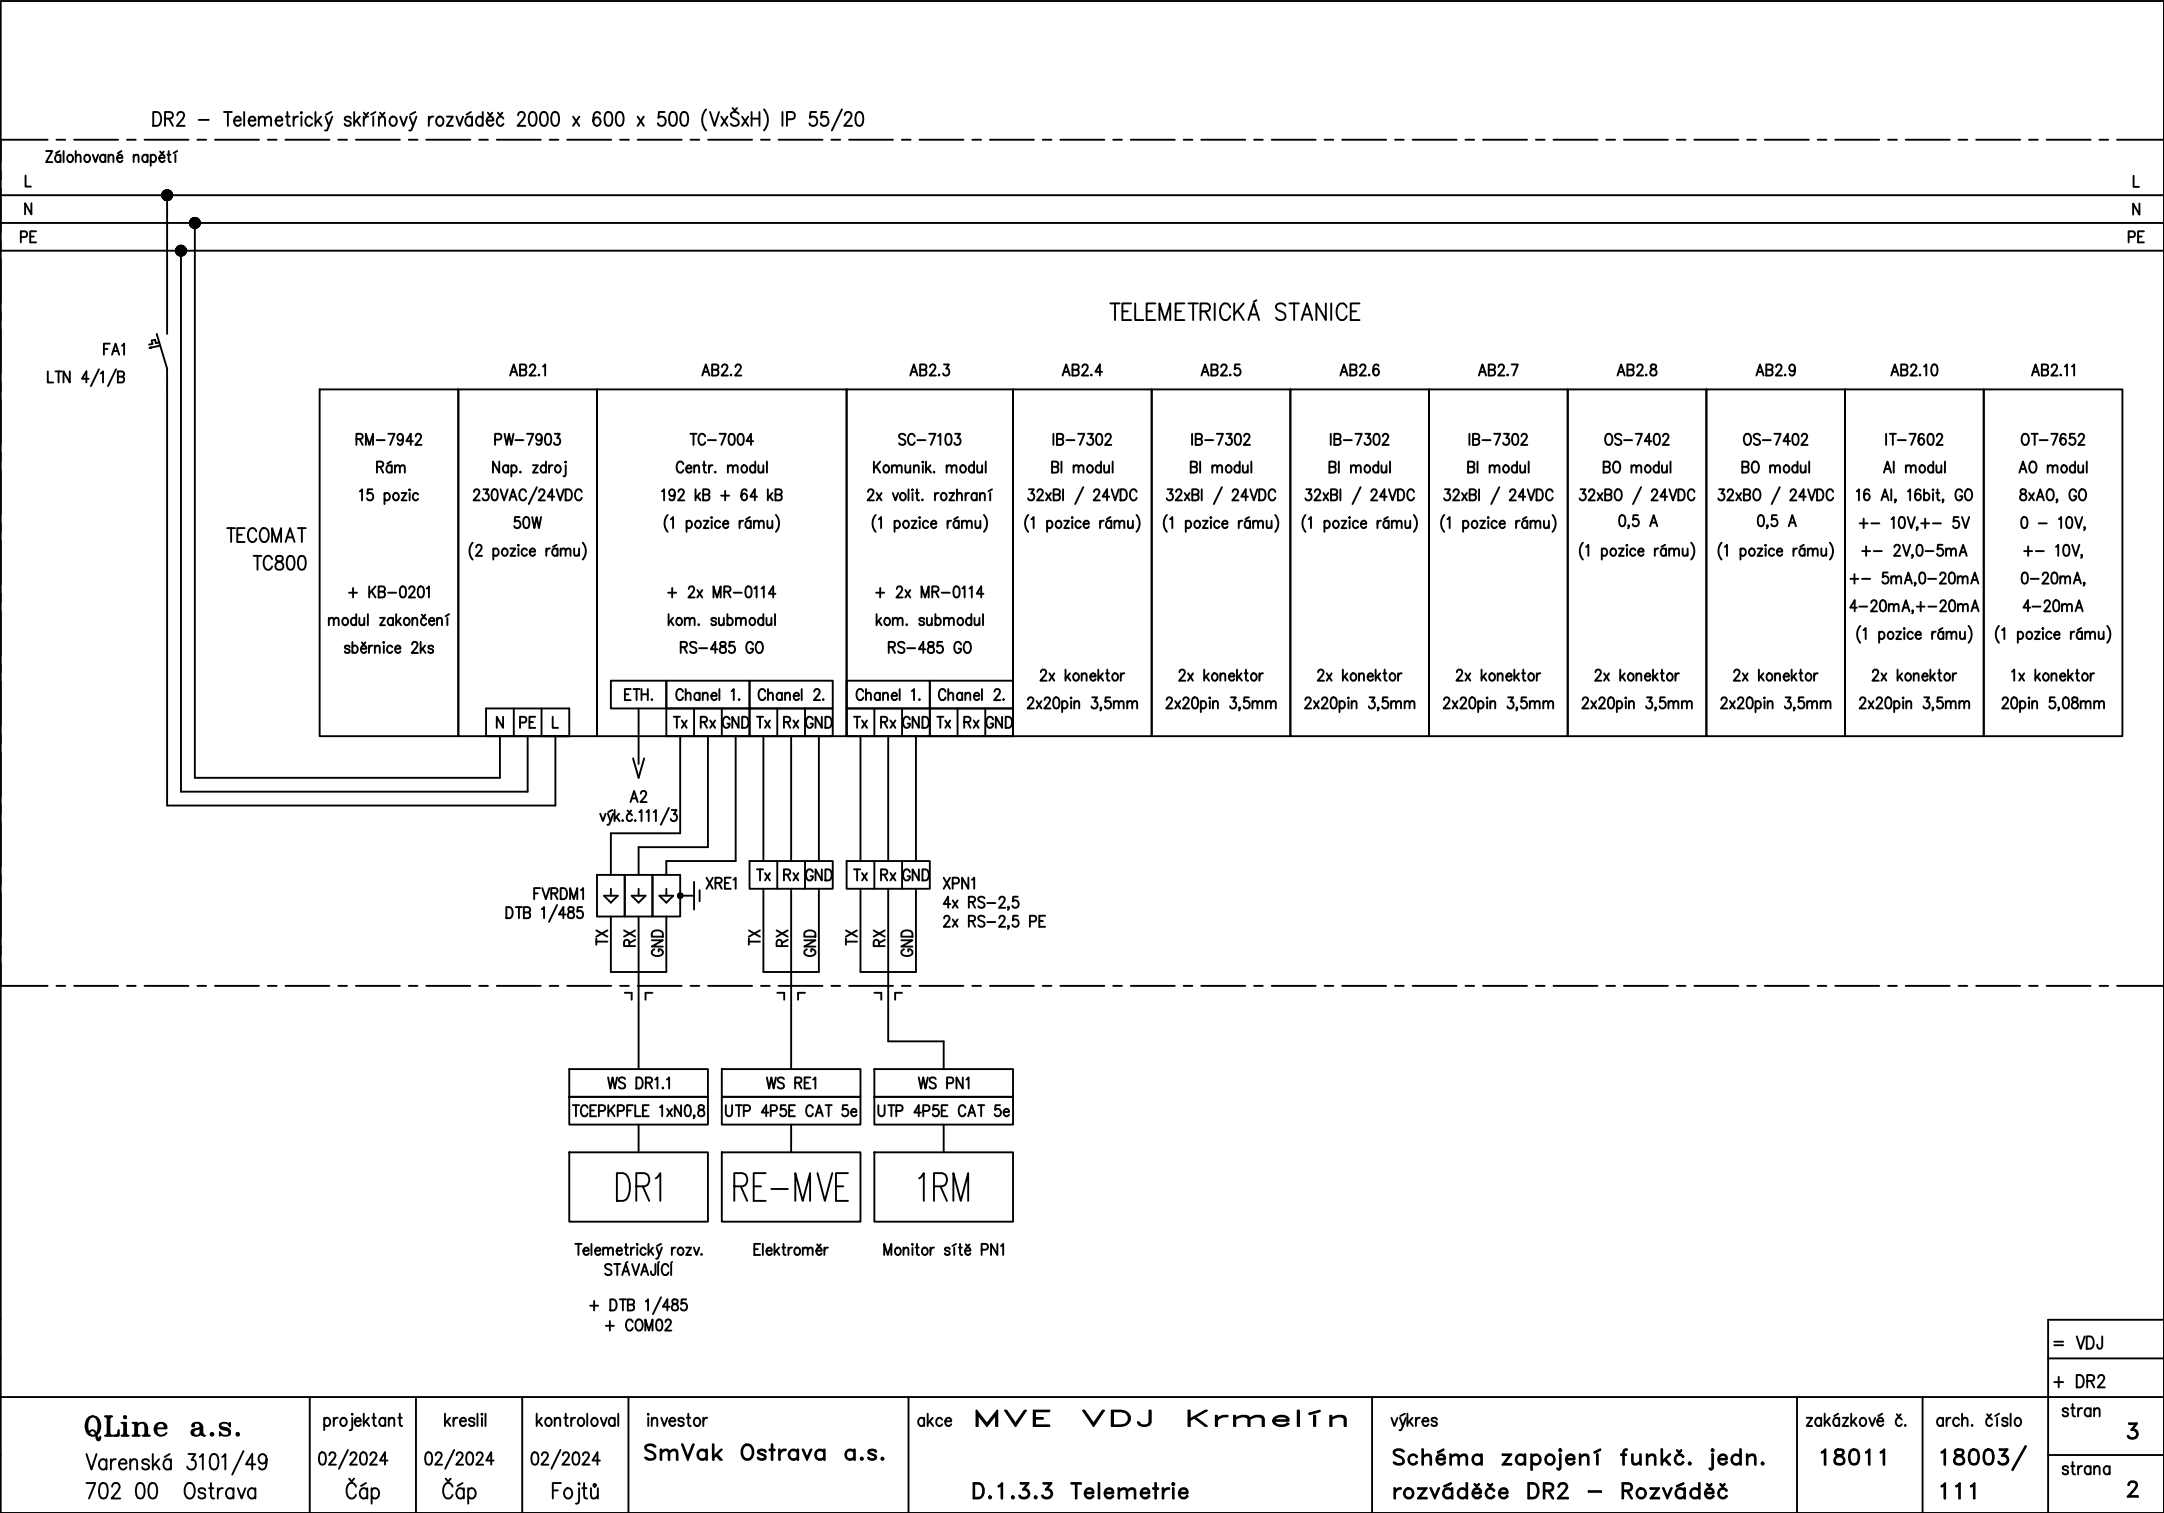 DR2 – Telemetrický skříňový rozváděč 2000 x 600 x 500 (VxŠxH) IP 55/20
Zálohované napětí
L L
N N
PE PE
TELEMETRICKÁ STANICE
FA1
LTN 4/1/B
AB2.1 AB2.2 AB2.3 AB2.4 AB2.5 AB2.6 AB2.7 AB2.8 AB2.9 AB2.10 AB2.11
TECOMAT
TC800
RM-7942
Rám
15 pozic
+ KB-0201
modul zakončení
sběrnice 2ks
PW-7903
Nap. zdroj
230VAC/24VDC
50W
(2 pozice rámu)
N PE L
TC-7004
Centr. modul
192 kB + 64 kB
(1 pozice rámu)
+ 2x MR-0114
kom. submodul
RS-485 GO
ETH. Chanel 1. Chanel 2.
Tx Rx GND Tx Rx GND
SC-7103
Komunik. modul
2x volit. rozhraní
(1 pozice rámu)
+ 2x MR-0114
kom. submodul
RS-485 GO
Chanel 1. Chanel 2.
Tx Rx GND Tx Rx GND
IB-7302
BI modul
32xBI / 24VDC
(1 pozice rámu)
2x konektor
2x20pin 3,5mm
IB-7302
BI modul
32xBI / 24VDC
(1 pozice rámu)
2x konektor
2x20pin 3,5mm
IB-7302
BI modul
32xBI / 24VDC
(1 pozice rámu)
2x konektor
2x20pin 3,5mm
IB-7302
BI modul
32xBI / 24VDC
(1 pozice rámu)
2x konektor
2x20pin 3,5mm
OS-7402
BO modul
32xBO / 24VDC
0,5 A
(1 pozice rámu)
2x konektor
2x20pin 3,5mm
OS-7402
BO modul
32xBO / 24VDC
0,5 A
(1 pozice rámu)
2x konektor
2x20pin 3,5mm
IT-7602
AI modul
16 AI, 16bit, GO
+- 10V,+- 5V
+- 2V,0-5mA
+- 5mA,0-20mA
4-20mA,+-20mA
(1 pozice rámu)
2x konektor
2x20pin 3,5mm
OT-7652
AO modul
8xAO, GO
0 - 10V,
+- 10V,
0-20mA,
4-20mA
(1 pozice rámu)
1x konektor
20pin 5,08mm
A2
výk.č.111/3
FVRDM1
DTB 1/485
XRE1
Tx Rx GND
Tx Rx GND
XPN1
4x RS-2,5
2x RS-2,5 PE
TX RX GND TX RX GND TX RX GND
WS DR1.1 WS RE1 WS PN1
TCEPKPFLE 1xN0,8 UTP 4P5E CAT 5e UTP 4P5E CAT 5e
DR1 RE-MVE 1RM
Telemetrický rozv. Elektroměr Monitor sítě PN1
STÁVAJÍCÍ
+ DTB 1/485
+ COM02
= VDJ
+ DR2
QLine a.s.
Varenská 3101/49
702 00 Ostrava
projektant
02/2024
Čáp
kreslil
02/2024
Čáp
kontroloval
02/2024
Fojtů
investor
SmVak Ostrava a.s.
akce MVE VDJ Krmelín
D.1.3.3 Telemetrie
výkres
Schéma zapojení funkč. jedn.
rozváděče DR2 – Rozváděč
zakázkové č.
18011
arch. číslo
18003/
111
stran
3
strana
2